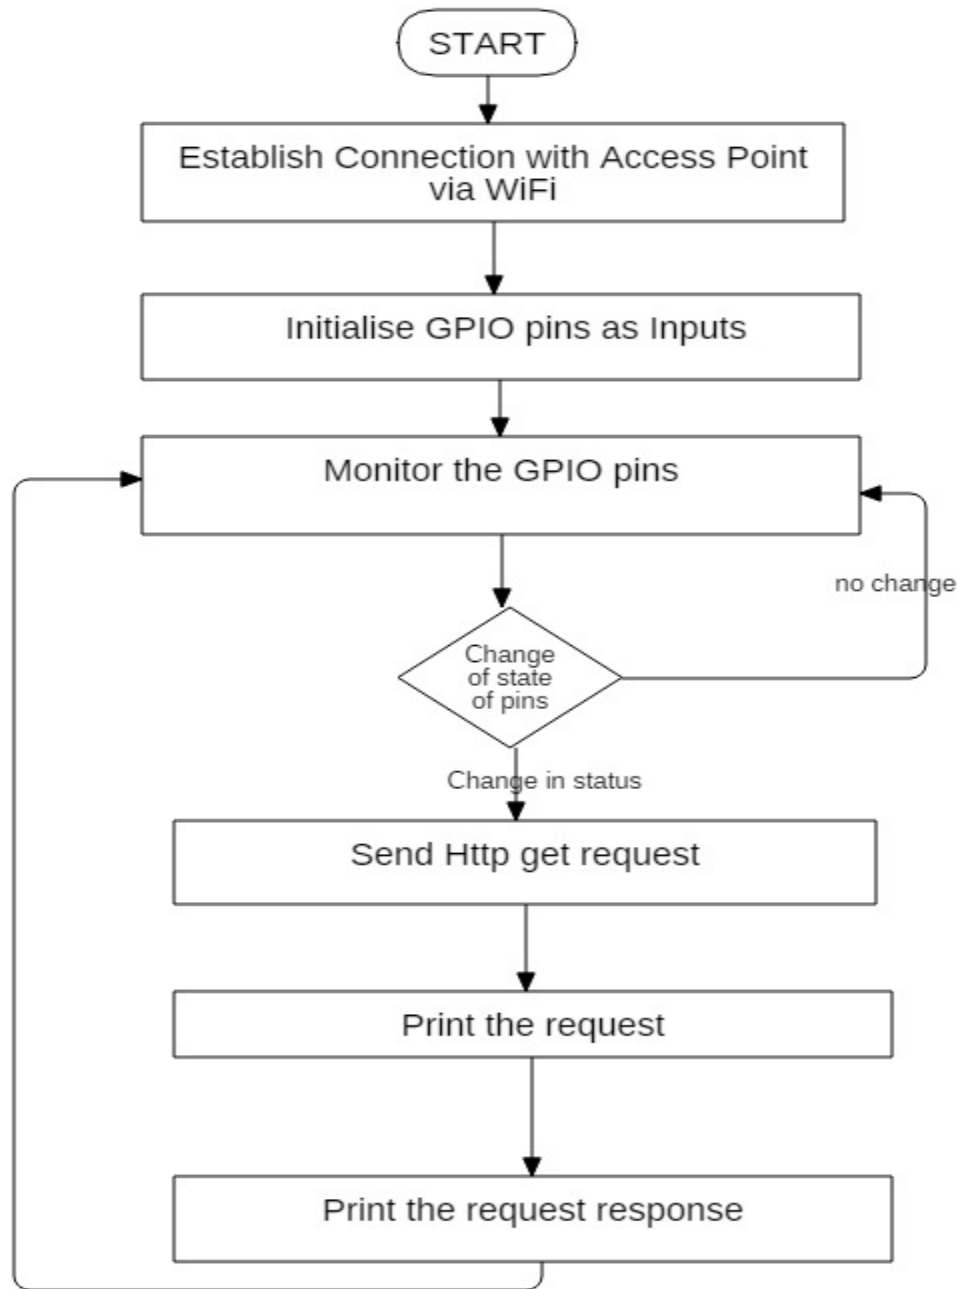 START
Establish Connection with Access Point
via WiFi
Initialise GPIO pins as Inputs
Monitor the GPIO pins
no change
Change
of state
of pins
Change in status
Send Http get request
Print the request
Print the request response